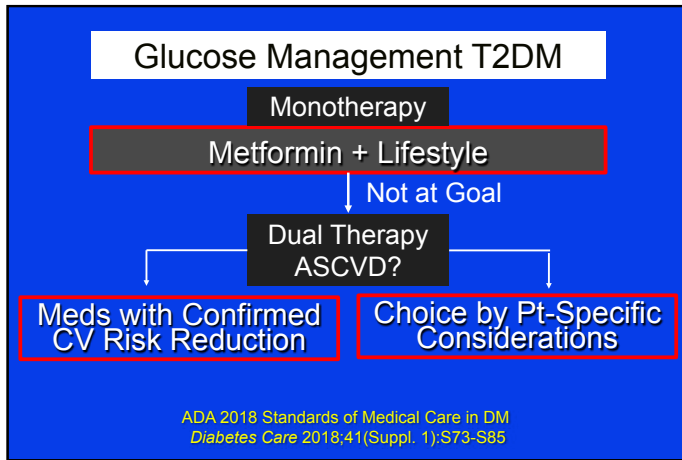 Glucose Management T2DM
Monotherapy
Metformin + Lifestyle
Not at Goal
Dual Therapy
ASCVD?
Meds with Confirmed
CV Risk Reduction
Choice by Pt-Specific
Considerations
ADA 2018 Standards of Medical Care in DM
Diabetes Care 2018;41(Suppl. 1):S73-S85